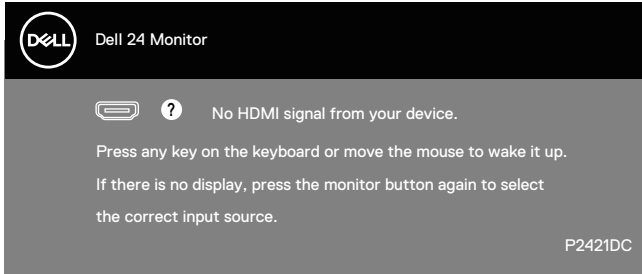 DELL
Dell 24 Monitor
? No HDMI signal from your device.
Press any key on the keyboard or move the mouse to wake it up.
If there is no display, press the monitor button again to select
the correct input source.
P2421DC